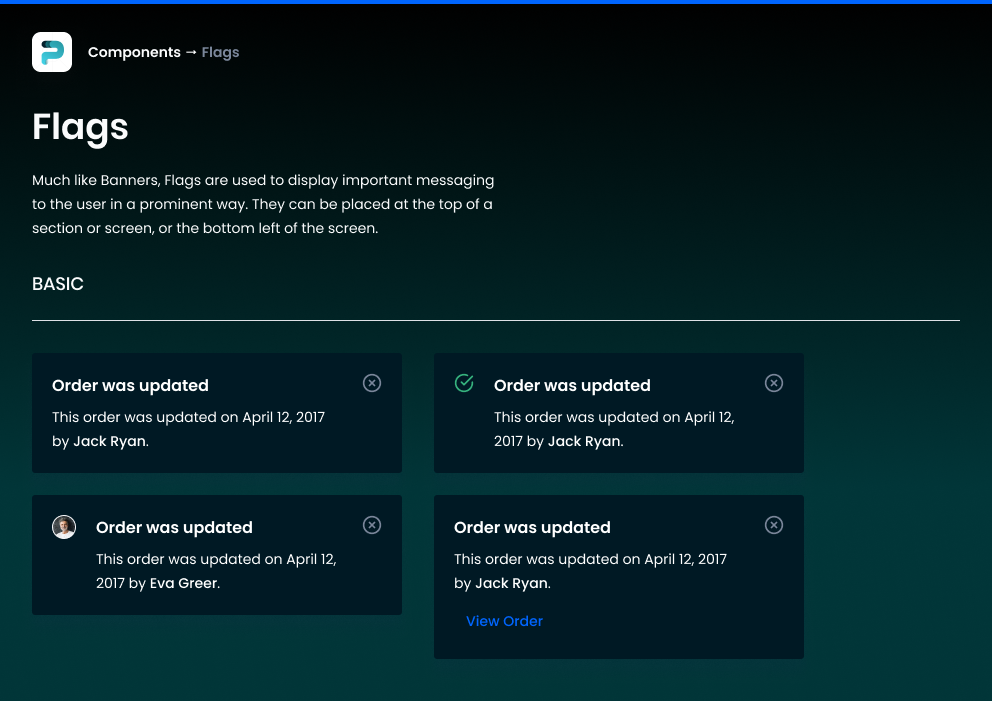 Components → Flags
Flags
Much like Banners, Flags are used to display important messaging
to the user in a prominent way. They can be placed at the top of a
section or screen, or the bottom left of the screen.
BASIC
Order was updated
This order was updated on April 12, 2017
by Jack Ryan.
Order was updated
This order was updated on April 12,
2017 by Jack Ryan.
Order was updated
This order was updated on April 12,
2017 by Eva Greer.
Order was updated
This order was updated on April 12, 2017
by Jack Ryan.
View Order